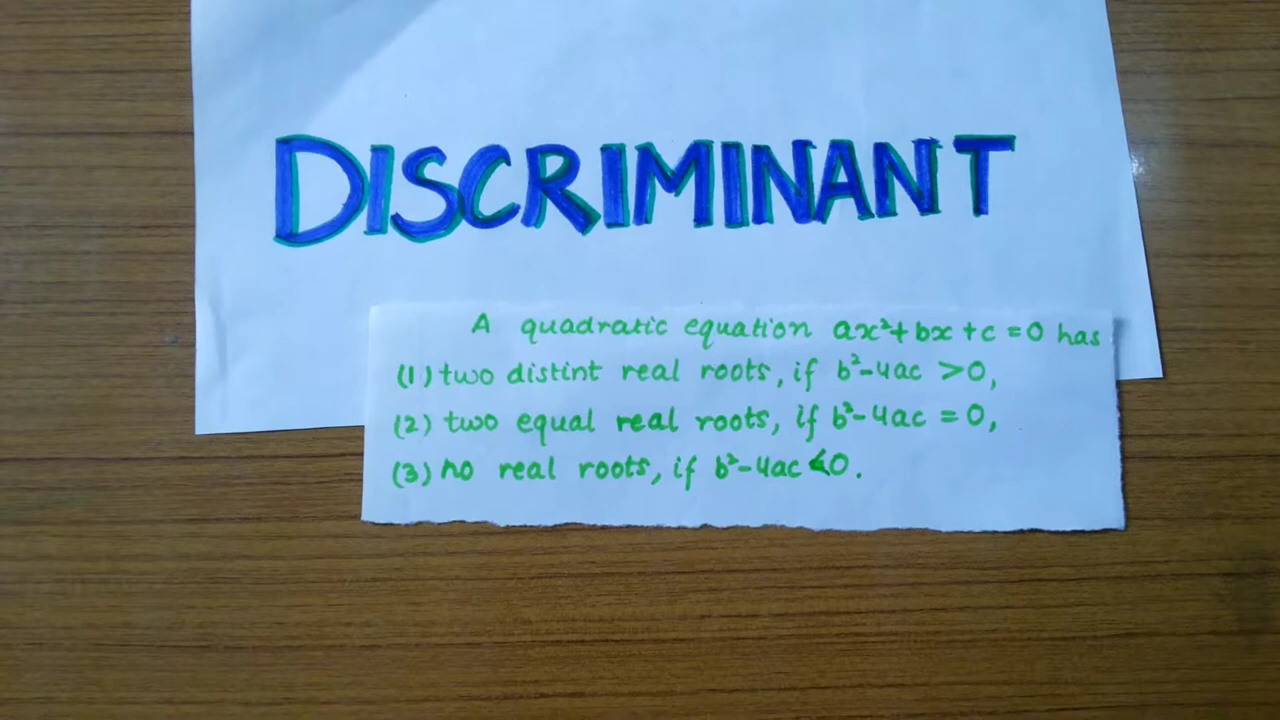 DISCRIMINANT
A quadratic equation ax²+bx+c=0 has
(1) two distint real roots, if b²-4ac >0,
(2) two equal real roots, if b²-4ac = 0,
(3) no real roots, if b²-4ac <0.